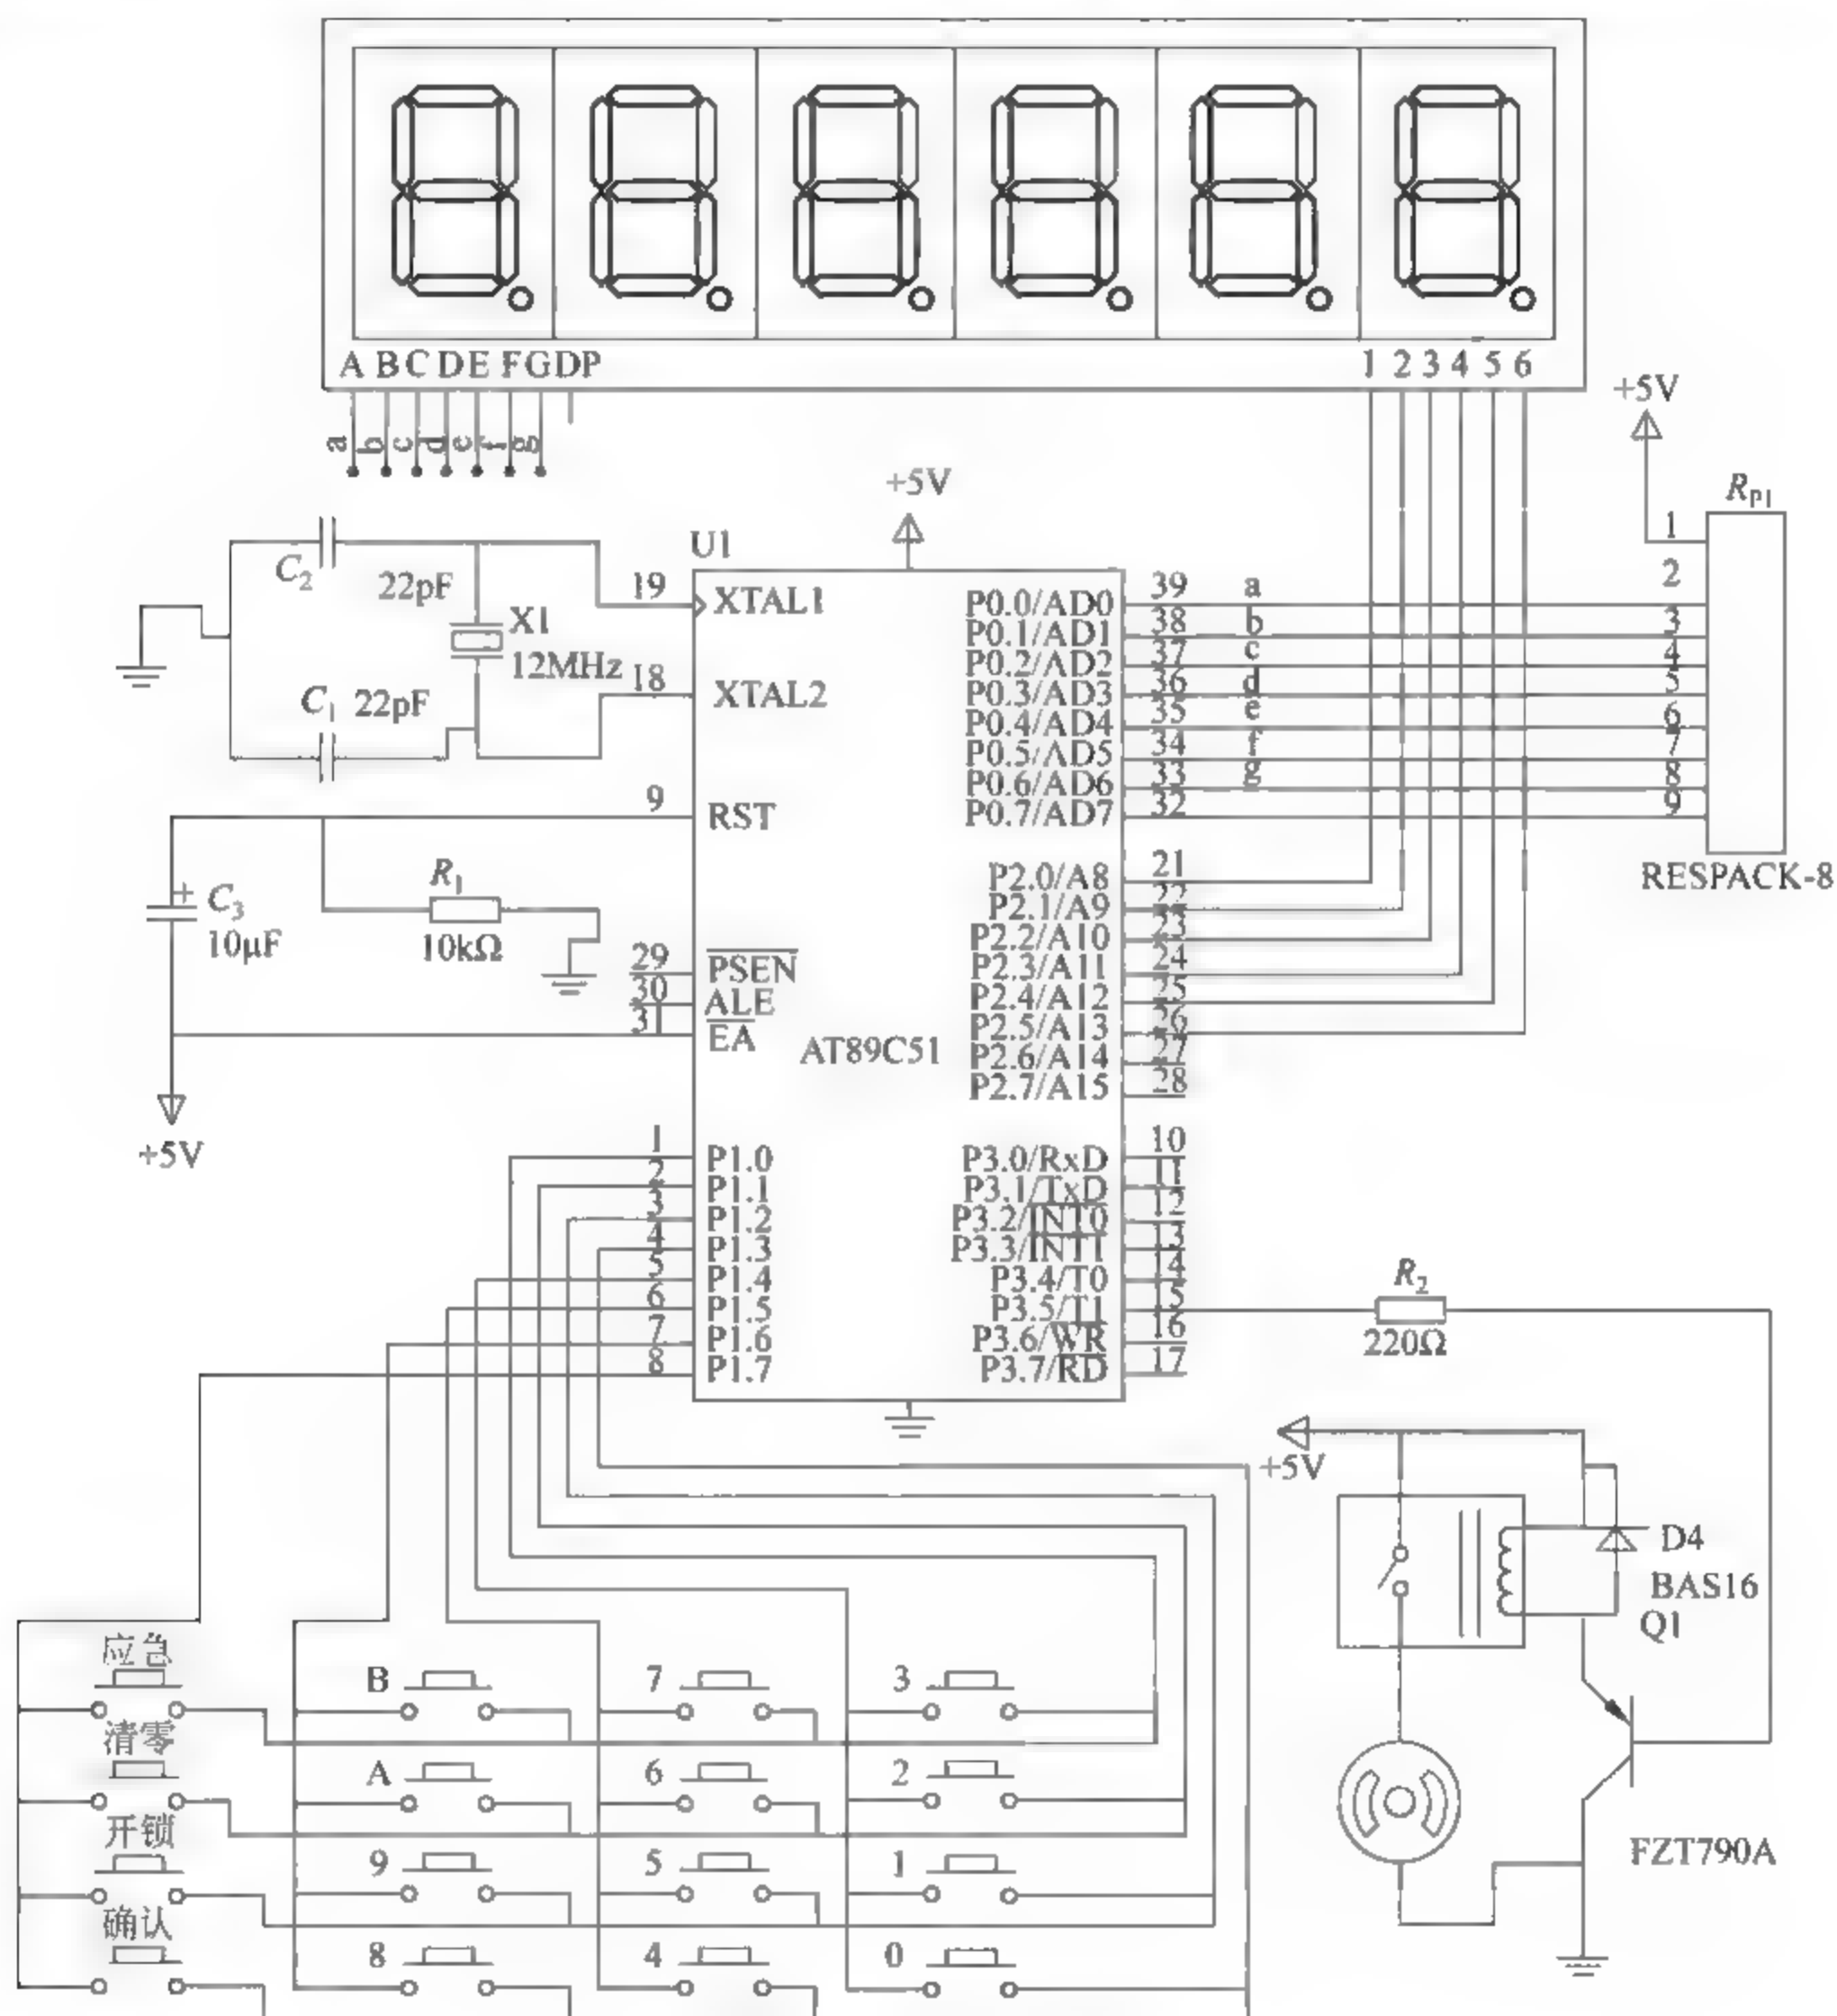 A B C D E F G DP
1 2 3 4 5 6
a b c d e f g
+5V
+5V
RP1
1
2
3
4
5
6
7
8
9
RESPACK-8
C2
22pF
X1
12MHz
C1 22pF
U1
AT89C51
19 XTAL1
18 XTAL2
9 RST
29 PSEN
30 ALE
31 EA
1 P1.0
2 P1.1
3 P1.2
4 P1.3
5 P1.4
6 P1.5
7 P1.6
8 P1.7
P0.0/AD0 39 a
P0.1/AD1 38 b
P0.2/AD2 37 c
P0.3/AD3 36 d
P0.4/AD4 35 e
P0.5/AD5 34 f
P0.6/AD6 33 g
P0.7/AD7 32
P2.0/A8 21
P2.1/A9 22
P2.2/A10 23
P2.3/A11 24
P2.4/A12 25
P2.5/A13 26
P2.6/A14 27
P2.7/A15 28
P3.0/RxD 10
P3.1/TxD 11
P3.2/INT0 12
P3.3/INT1 13
P3.4/T0 14
P3.5/T1 15
P3.6/WR 16
P3.7/RD 17
+ C3
10μF
R1
10kΩ
+5V
R2
220Ω
+5V
D4
BAS16
Q1
FZT790A
应急
B 7 3
清零
A 6 2
开锁
9 5 1
确认
8 4 0